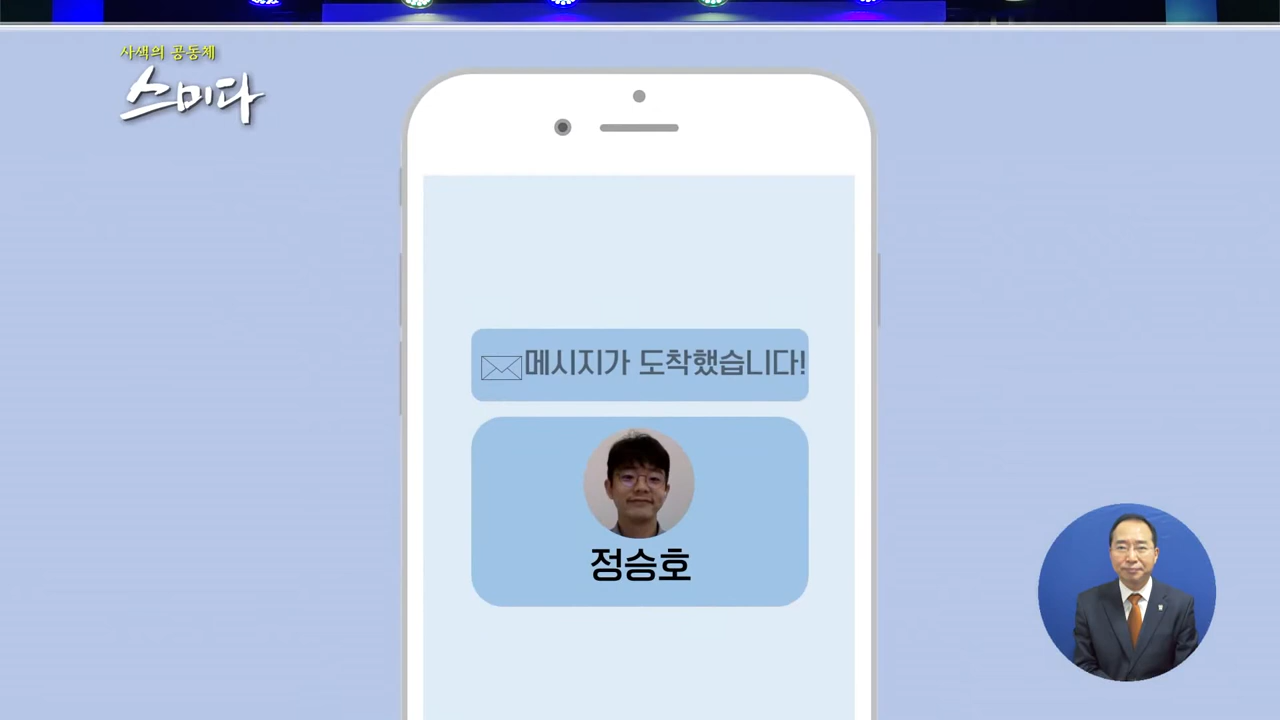 사색의 공동체
스미다
메시지가 도착했습니다!
정승호